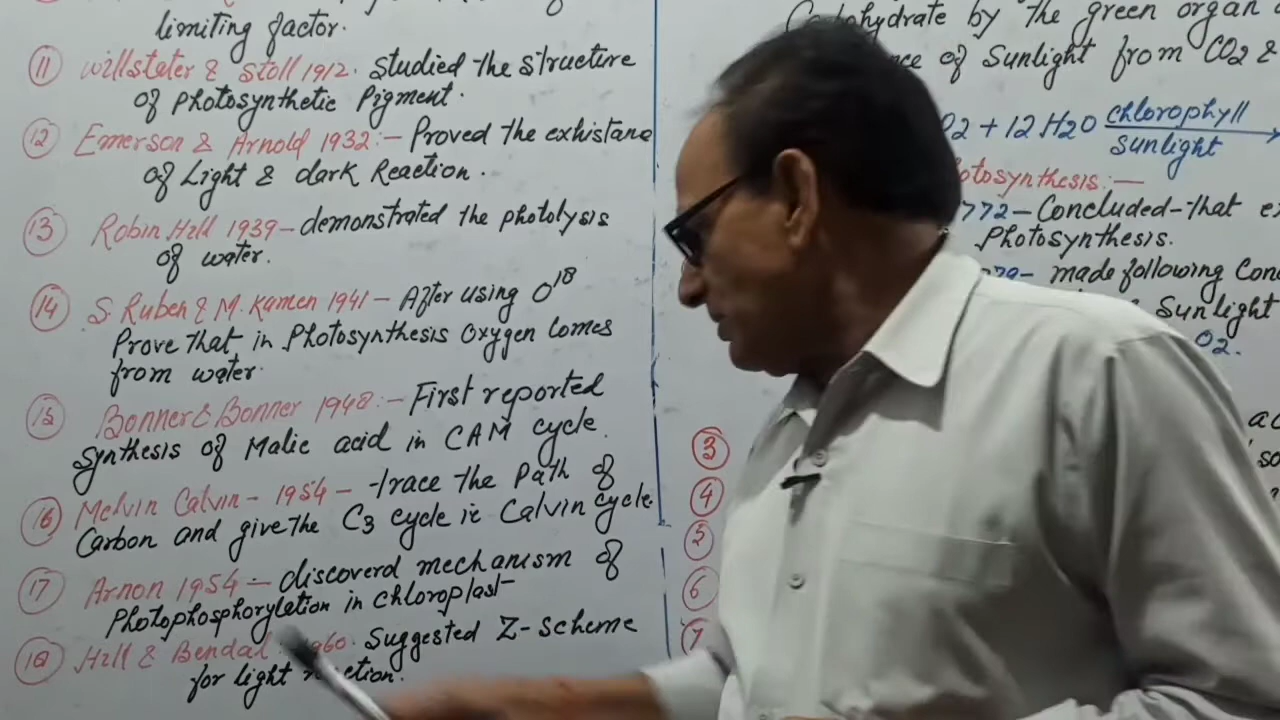 limiting factor.
11 Willstater & Stoll 1912. Studied the structure
of Photosynthetic Pigment.
12 Emerson & Arnold 1932:- Proved the exhistance
of Light & dark Reaction.
13 Robin Hill 1939- demonstrated the photolysis
of water.
14 S. Ruben & M. Kamen 1941- After using O18
Prove that in Photosynthesis Oxygen Comes
from water.
15 Bonner & Bonner 1948:- First reported
Synthesis of Malic acid in CAM cycle.
16 Melvin Calvin- 1954- trace the Path of
Carbon and give the C3 cycle ie Calvin cycle.
17 Arnon 1954:- discoverd mechanism of
Photophosphorylation in chloroplast-
18 Hill & Bendal 1960. Suggested Z-scheme
for light reaction.
by the green organ
of Sunlight from CO2 &
O2 + 12 H2O chlorophyll
sunlight
Photosynthesis:-
1772- Concluded that
Photosynthesis.
made following
Sunlight
O2.
3
4
5
6
7